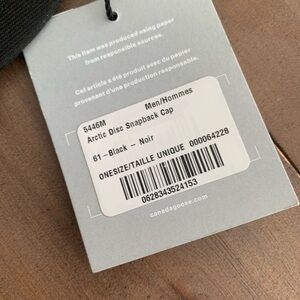 This item was produced using paper
from responsible sources.
Cet article a été produit avec du papier
provenant d'une production responsable.
5446M Men/Hommes
Arctic Disc Snapback Cap
61-Black -- Noir
ONESIZE/TAILLE UNIQUE 000064228
0628343524153
canadagoose.com